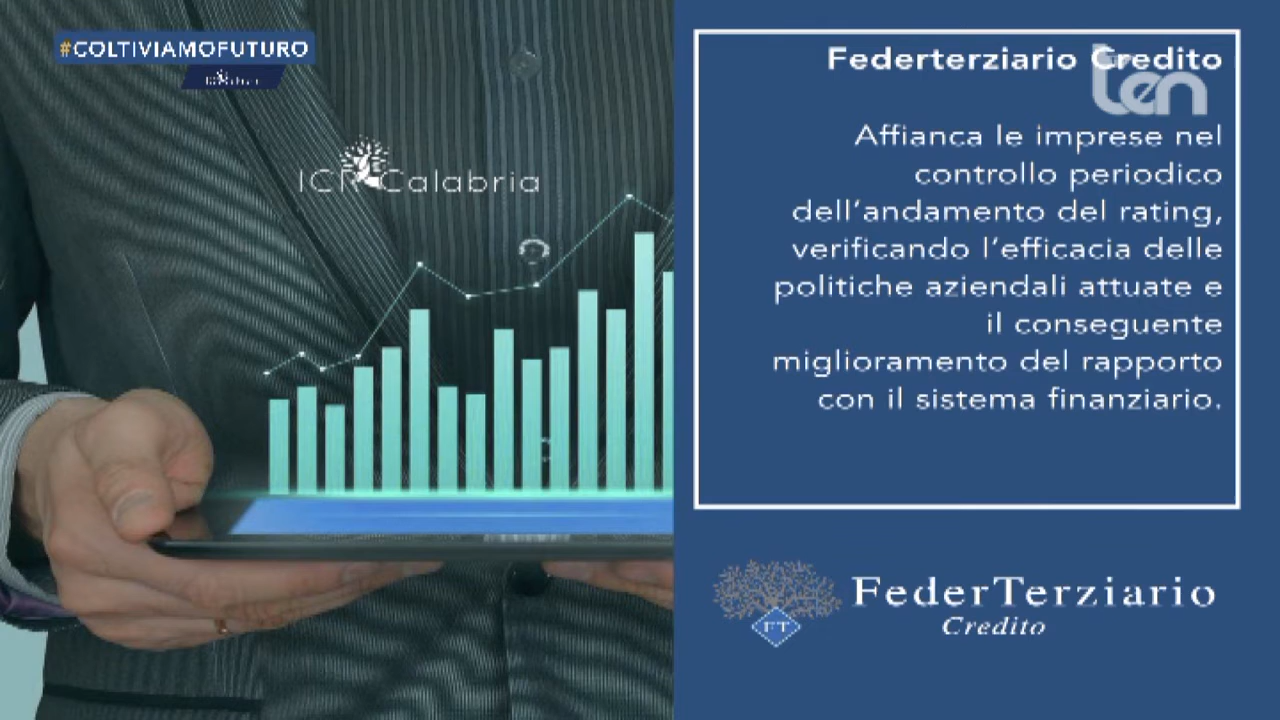 #COLTIVIAMOFUTURO
ICR Calabria
Federterziario Credito
ten
Affianca le imprese nel
controllo periodico
dell'andamento del rating,
verificando l'efficacia delle
politiche aziendali attuate e
il conseguente
miglioramento del rapporto
con il sistema finanziario.
FederTerziario
FT
Credito